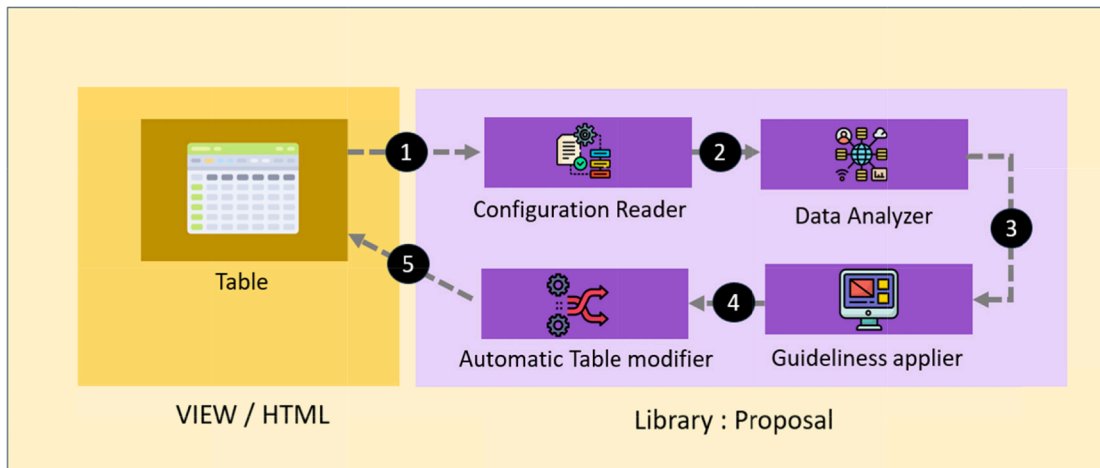 1
Configuration Reader
2
Data Analyzer
3
Table
5
4
Automatic Table modifier
Guideliness applier
VIEW / HTML
Library : Proposal